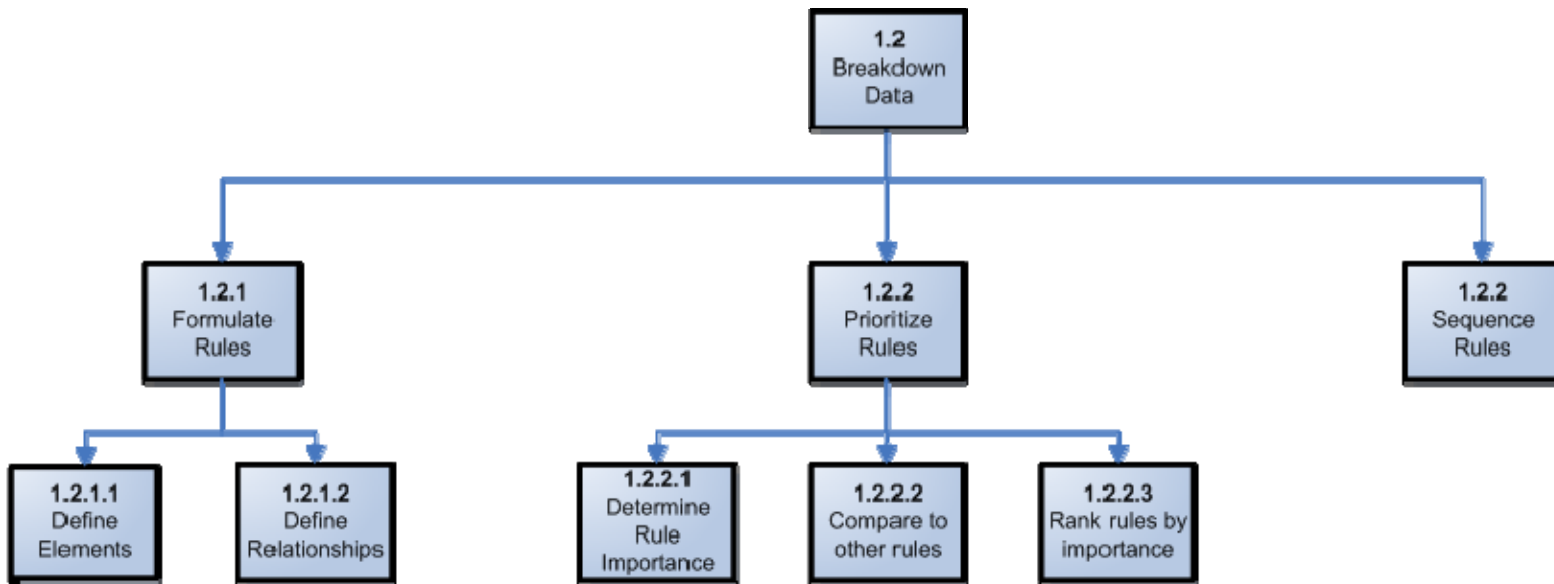 1.2
Breakdown
Data
1.2.1
Formulate
Rules
1.2.2
Prioritize
Rules
1.2.2
Sequence
Rules
1.2.1.1
Define
Elements
1.2.1.2
Define
Relationships
1.2.2.1
Determine
Rule
Importance
1.2.2.2
Compare to
other rules
1.2.2.3
Rank rules by
importance